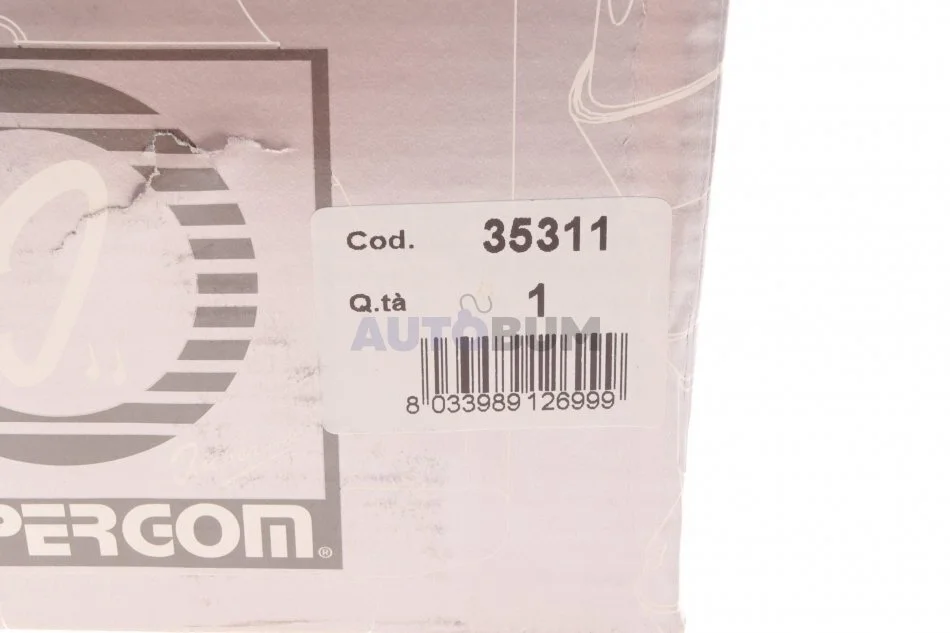 Cod. 35311
Q.tà 1
AUTOBUM
8 033989 126999
PERGOM®